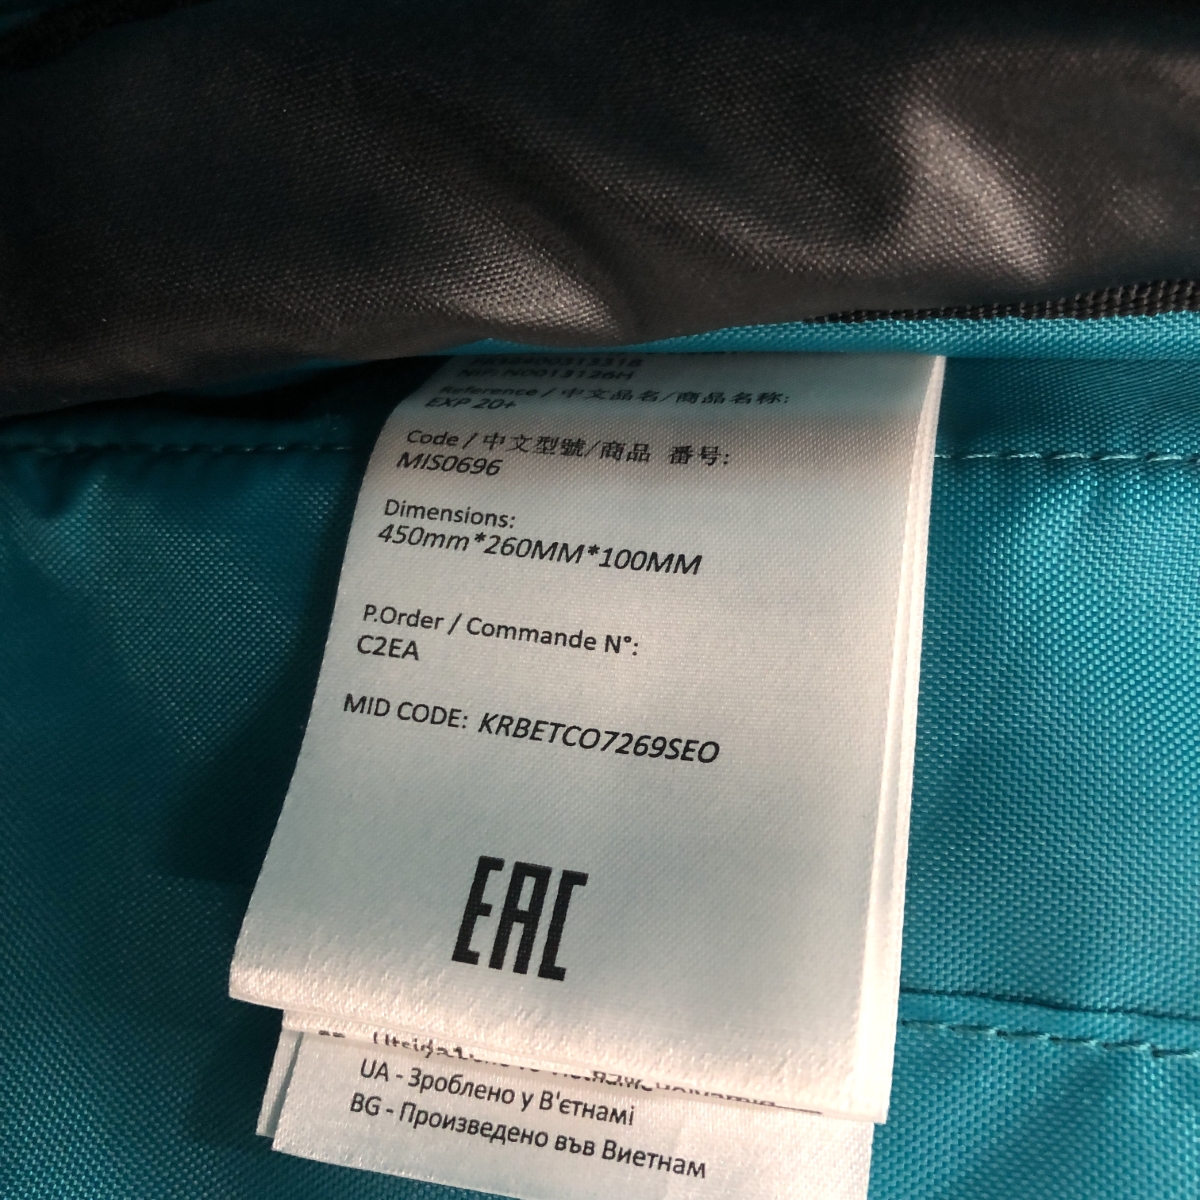 NIF: N0013126H
Reference / 中文品名/商品名称:
EXP 20+
Code / 中文型號/商品 番号:
MIS0696
Dimensions:
450mm*260MM*100MM
P.Order / Commande N°:
C2EA
MID CODE: KRBETCO7269SEO
EAC
UA - Зроблено у В'єтнамі
BG - Произведено във Виетнам